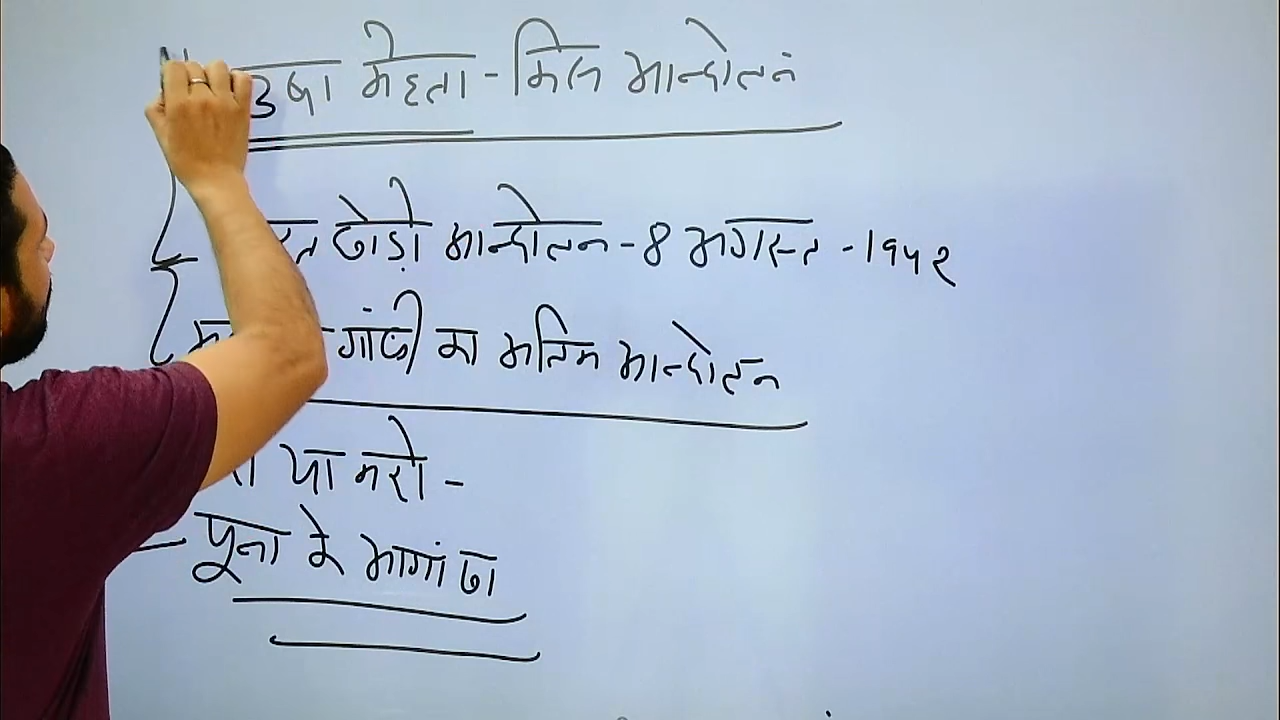 उषा मेहता - मिल आन्दोलन
छोड़ो आन्दोलन - 8 अगस्त - 1942
गांधी का अंतिम आन्दोलन
या मरो -
- पूना के आगां खा